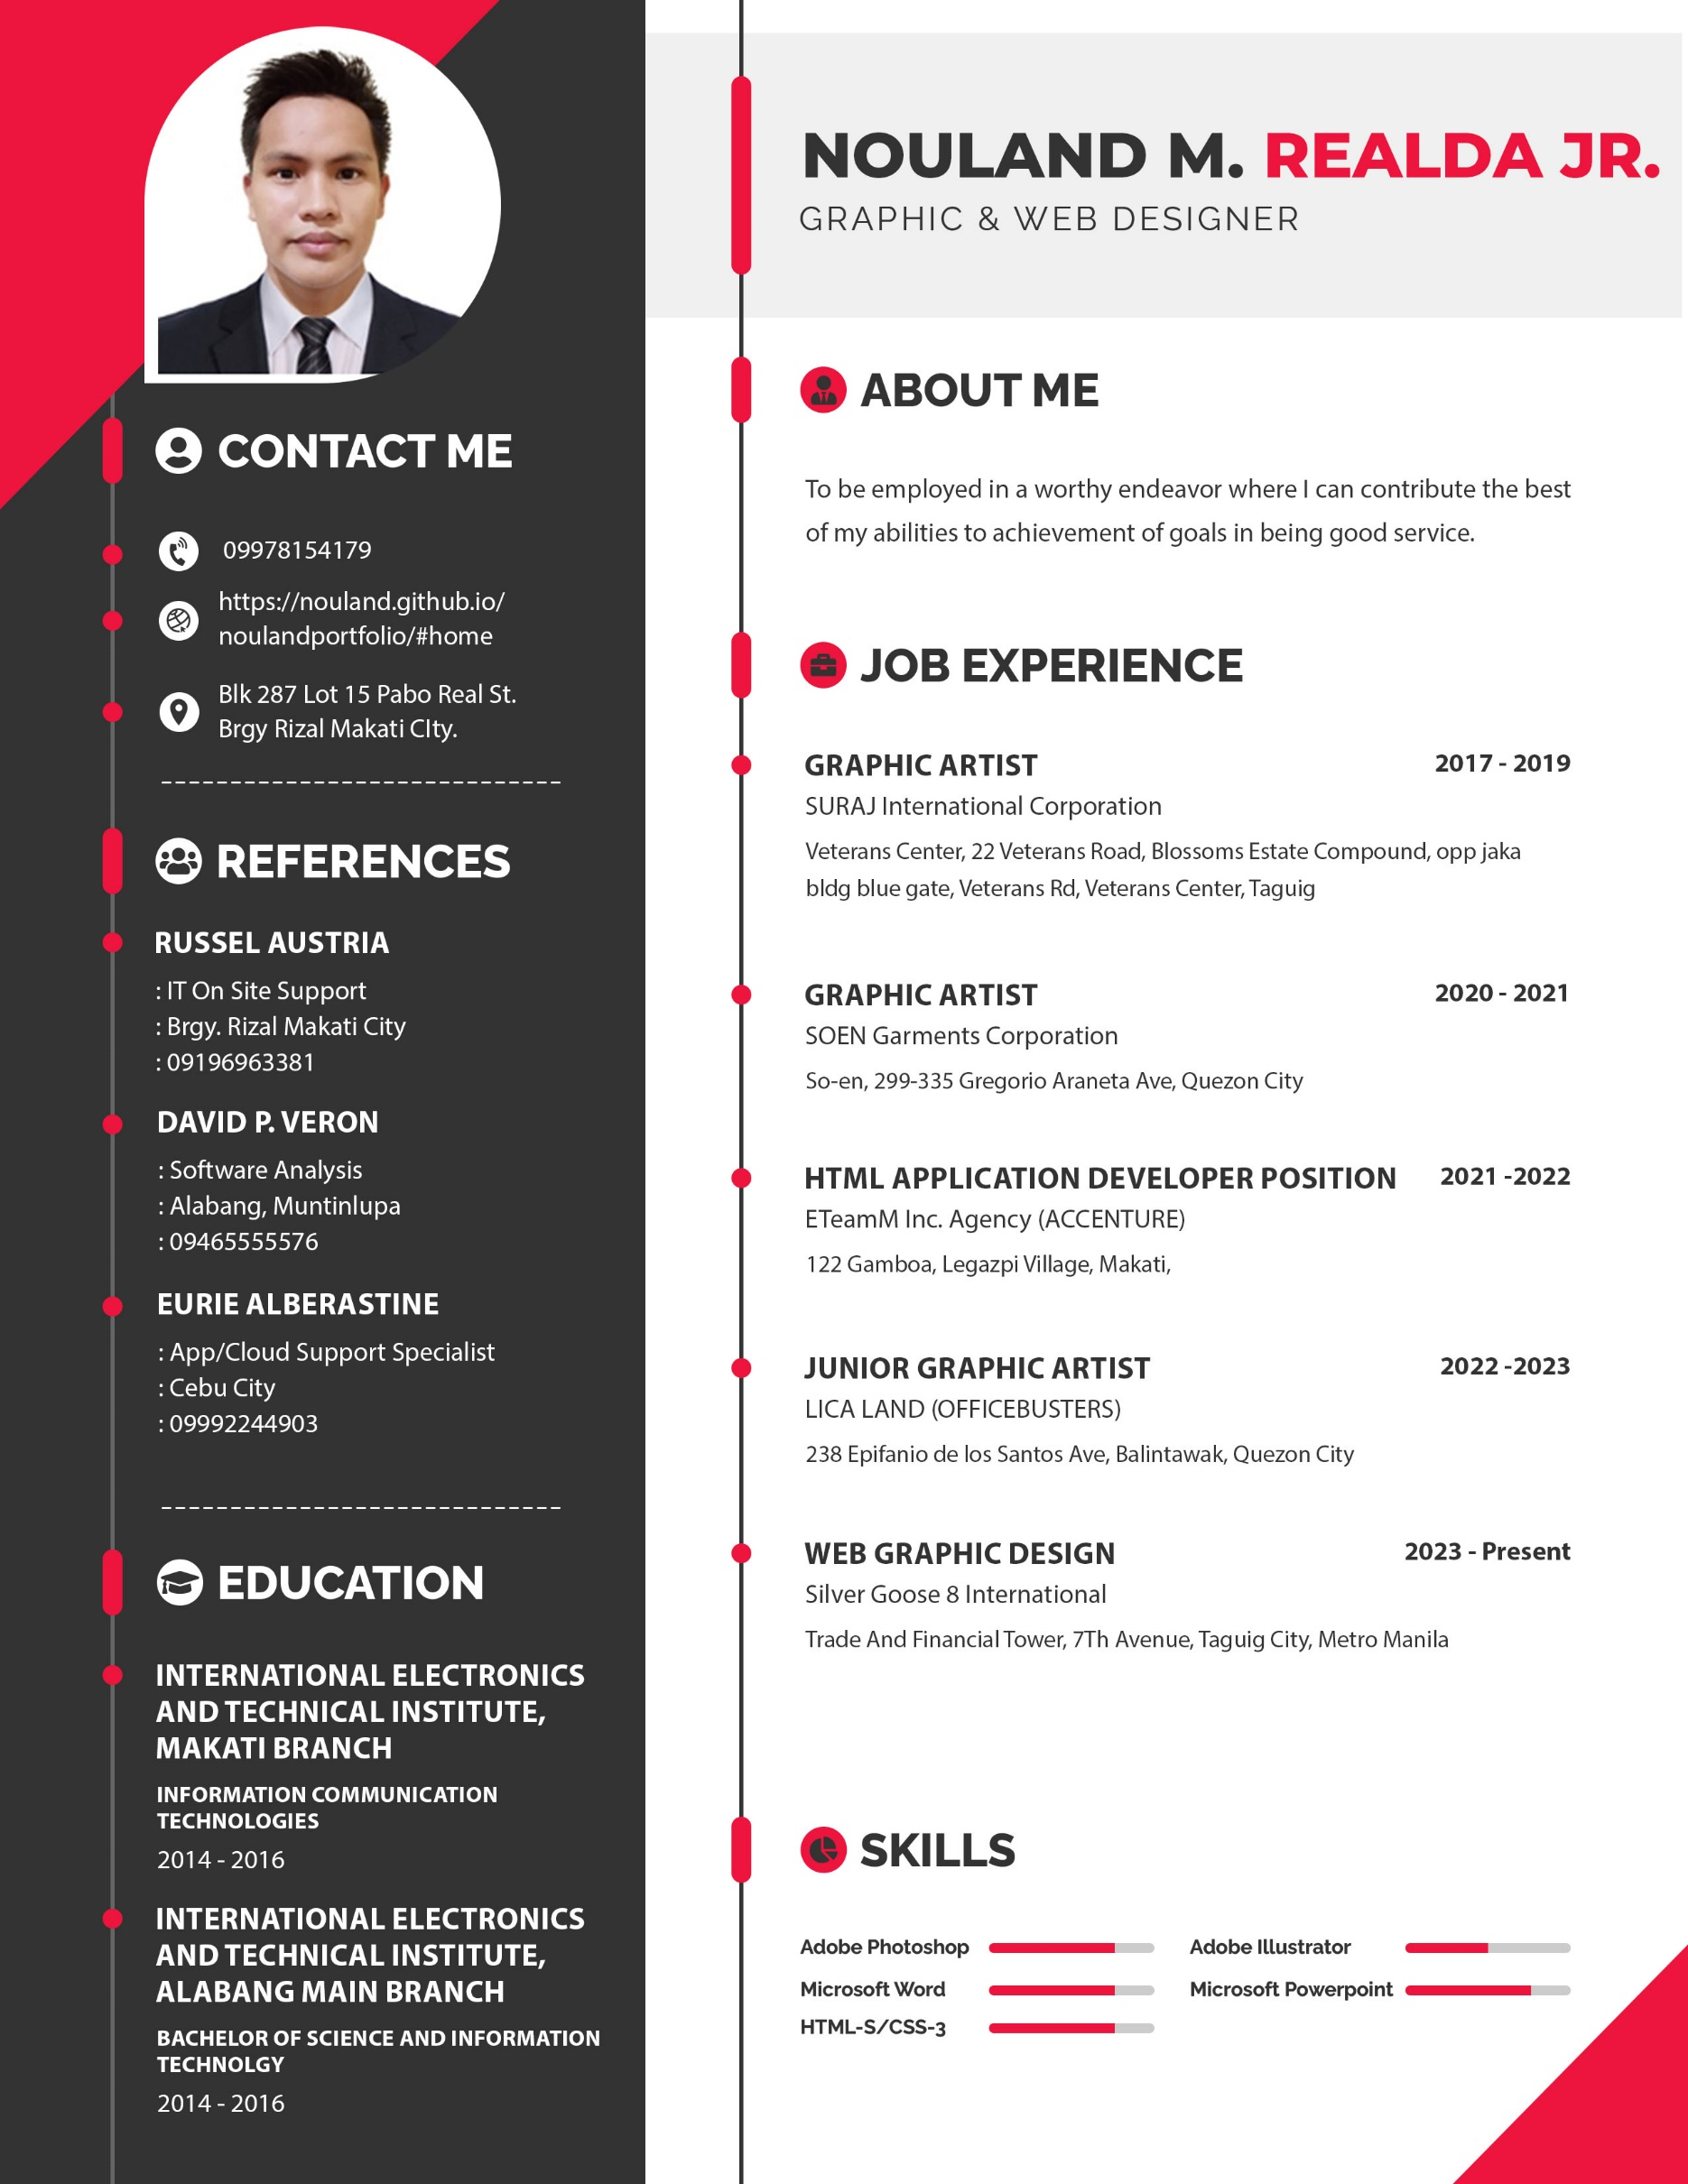 NOULAND M. REALDA JR.
GRAPHIC & WEB DESIGNER
CONTACT ME
09978154179
https://nouland.github.io/
noulandportfolio/#home
Blk 287 Lot 15 Pabo Real St.
Brgy Rizal Makati CIty.
REFERENCES
RUSSEL AUSTRIA
: IT On Site Support
: Brgy. Rizal Makati City
: 09196963381
DAVID P. VERON
: Software Analysis
: Alabang, Muntinlupa
: 09465555576
EURIE ALBERASTINE
: App/Cloud Support Specialist
: Cebu City
: 09992244903
EDUCATION
INTERNATIONAL ELECTRONICS
AND TECHNICAL INSTITUTE,
MAKATI BRANCH
INFORMATION COMMUNICATION
TECHNOLOGIES
2014 - 2016
INTERNATIONAL ELECTRONICS
AND TECHNICAL INSTITUTE,
ALABANG MAIN BRANCH
BACHELOR OF SCIENCE AND INFORMATION
TECHNOLGY
2014 - 2016
ABOUT ME
To be employed in a worthy endeavor where I can contribute the best
of my abilities to achievement of goals in being good service.
JOB EXPERIENCE
GRAPHIC ARTIST 2017 - 2019
SURAJ International Corporation
Veterans Center, 22 Veterans Road, Blossoms Estate Compound, opp jaka
bldg blue gate, Veterans Rd, Veterans Center, Taguig
GRAPHIC ARTIST 2020 - 2021
SOEN Garments Corporation
So-en, 299-335 Gregorio Araneta Ave, Quezon City
HTML APPLICATION DEVELOPER POSITION 2021 -2022
ETeamM Inc. Agency (ACCENTURE)
122 Gamboa, Legazpi Village, Makati,
JUNIOR GRAPHIC ARTIST 2022 -2023
LICA LAND (OFFICEBUSTERS)
238 Epifanio de los Santos Ave, Balintawak, Quezon City
WEB GRAPHIC DESIGN 2023 - Present
Silver Goose 8 International
Trade And Financial Tower, 7Th Avenue, Taguig City, Metro Manila
SKILLS
Adobe Photoshop Adobe Illustrator
Microsoft Word Microsoft Powerpoint
HTML-S/CSS-3